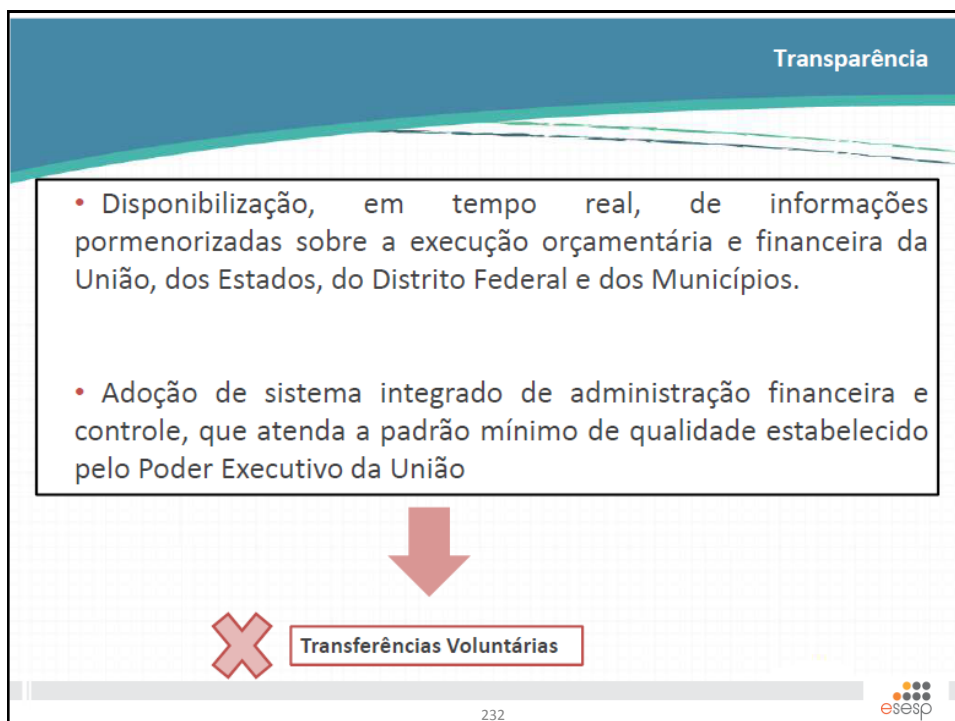 Transparência
• Disponibilização, em tempo real, de informações
pormenorizadas sobre a execução orçamentária e financeira da
União, dos Estados, do Distrito Federal e dos Municípios.
• Adoção de sistema integrado de administração financeira e
controle, que atenda a padrão mínimo de qualidade estabelecido
pelo Poder Executivo da União
Transferências Voluntárias
232
esesp